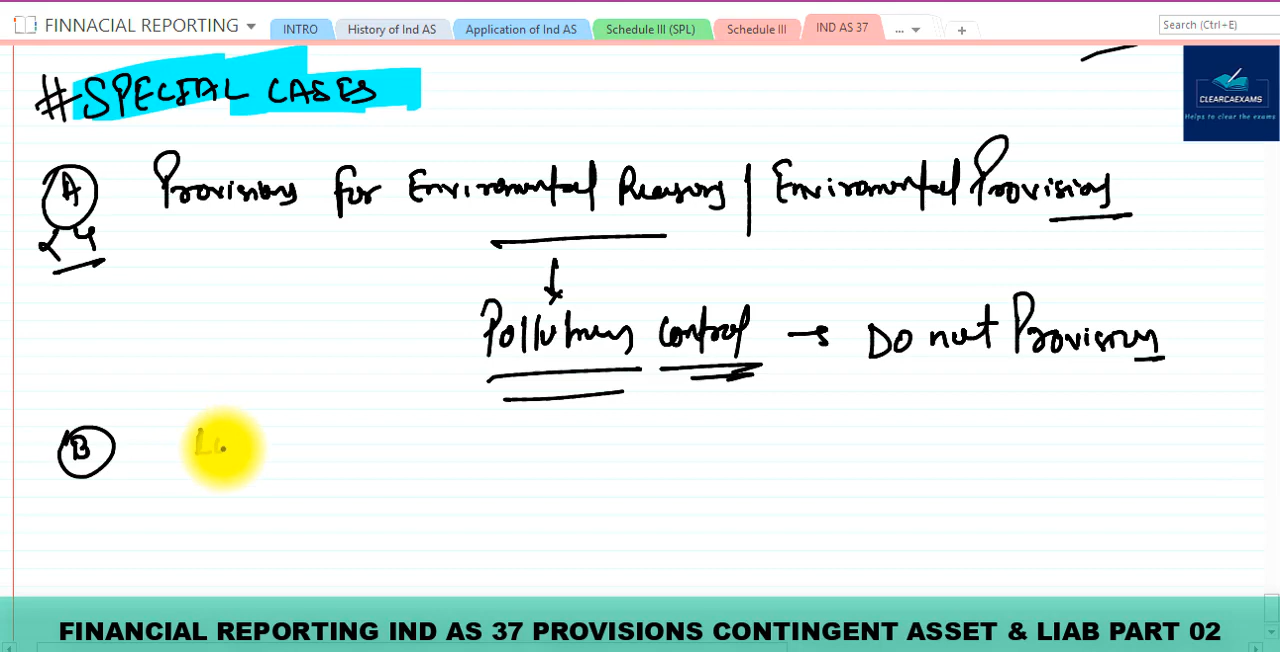 FINNACIAL REPORTING
INTRO
History of Ind AS
Application of Ind AS
Schedule III (SPL)
Schedule III
IND AS 37
...
Search (Ctrl+E)
CLEARCAEXAMS
Helps to clear the exams
#SPECIAL CASES
A Provisions for Enviromental Reasons | Enviromental Provisions
Pollutions control → Do not Provisions
B
FINANCIAL REPORTING IND AS 37 PROVISIONS CONTINGENT ASSET & LIAB PART 02